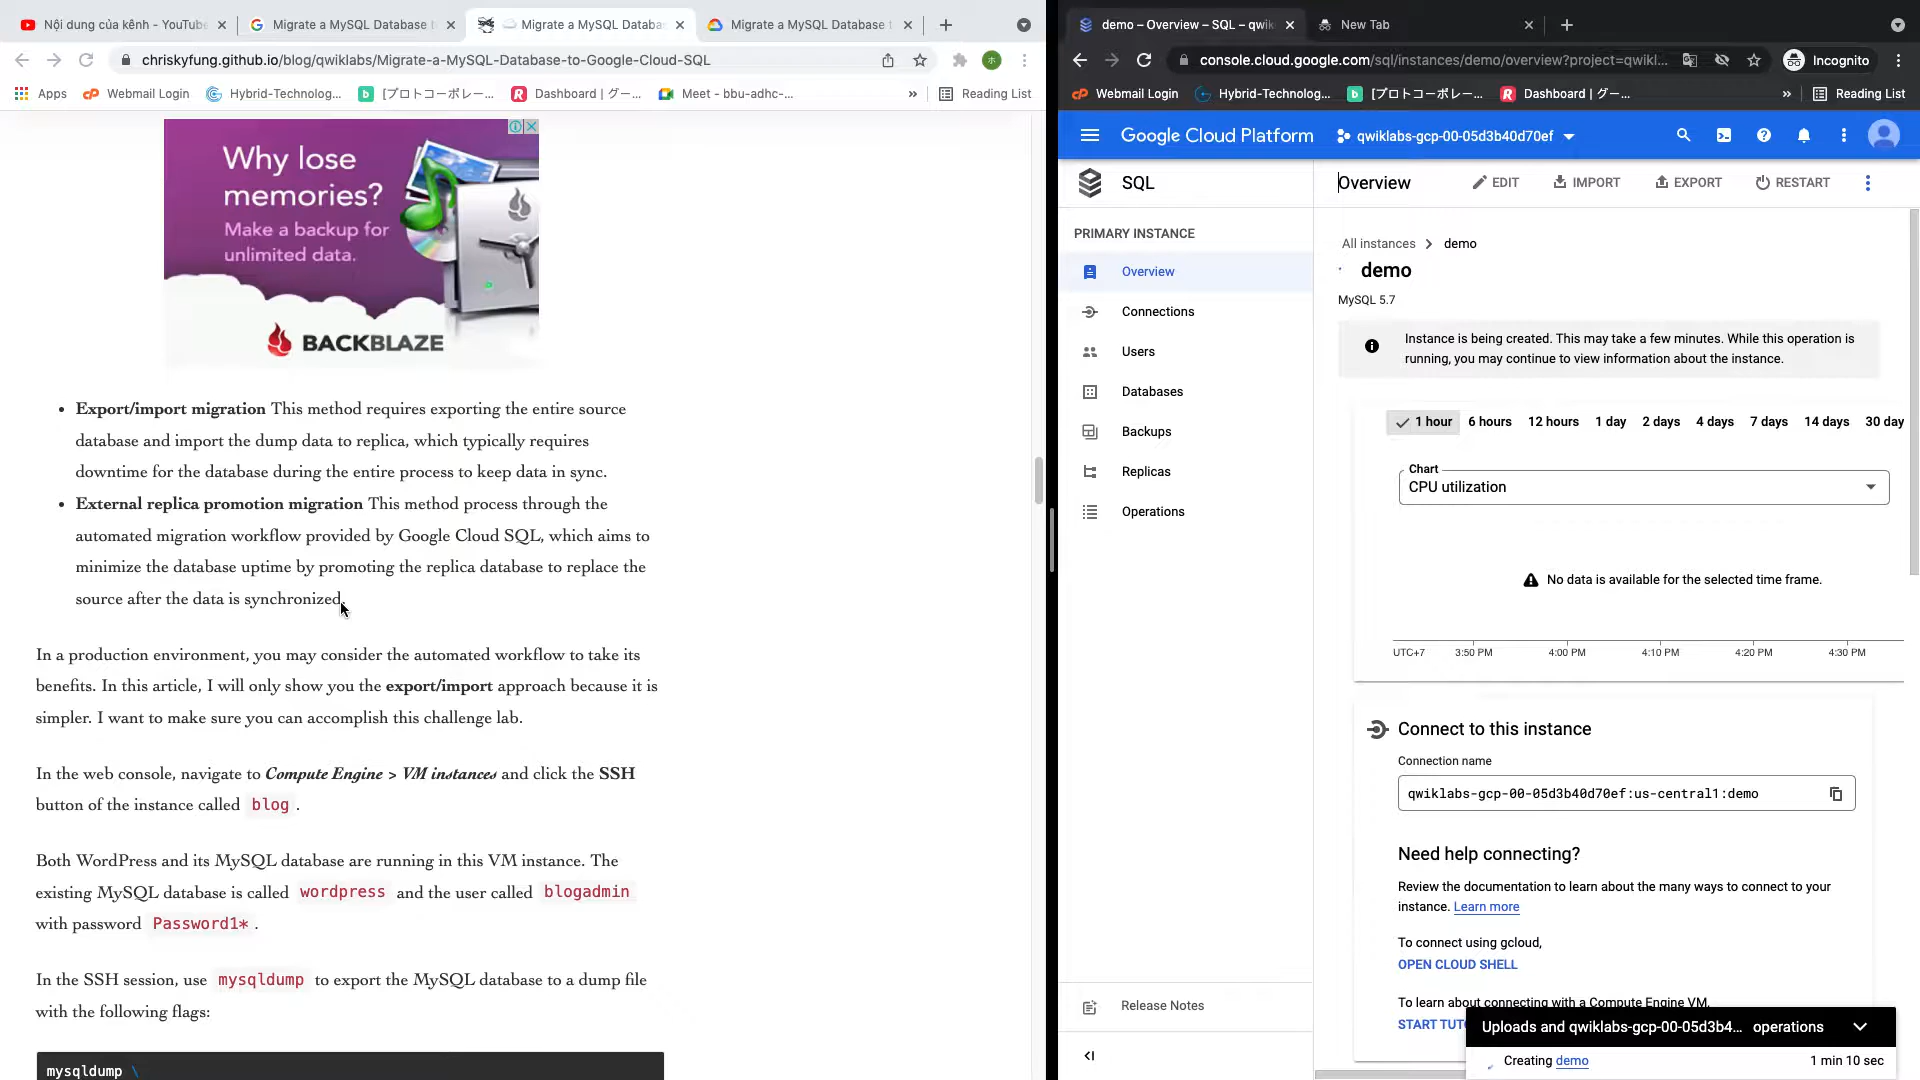 Nội dung của kênh - YouTube
Migrate a MySQL Database t
Migrate a MySQL Databas
Migrate a MySQL Database t
chriskyfung.github.io/blog/qwiklabs/Migrate-a-MySQL-Database-to-Google-Cloud-SQL
Apps
Webmail Login
Hybrid-Technolog...
[プロトコーポレー...
Dashboard | グー...
Meet - bbu-adhc-...
»
Reading List
Why lose
memories?
Make a backup for
unlimited data.
BACKBLAZE
• Export/import migration This method requires exporting the entire source
database and import the dump data to replica, which typically requires
downtime for the database during the entire process to keep data in sync.
• External replica promotion migration This method process through the
automated migration workflow provided by Google Cloud SQL, which aims to
minimize the database uptime by promoting the replica database to replace the
source after the data is synchronized.
In a production environment, you may consider the automated workflow to take its
benefits. In this article, I will only show you the export/import approach because it is
simpler. I want to make sure you can accomplish this challenge lab.
In the web console, navigate to Compute Engine > VM instances and click the SSH
button of the instance called blog .
Both WordPress and its MySQL database are running in this VM instance. The
existing MySQL database is called wordpress and the user called blogadmin
with password Password1* .
In the SSH session, use mysqldump to export the MySQL database to a dump file
with the following flags:
mysqldump \
demo – Overview – SQL – qwik
New Tab
console.cloud.google.com/sql/instances/demo/overview?project=qwikl...
Incognito
Webmail Login
Hybrid-Technolog...
[プロトコーポレー...
Dashboard | グー...
»
Reading List
Google Cloud Platform
qwiklabs-gcp-00-05d3b40d70ef
SQL
Overview
EDIT
IMPORT
EXPORT
RESTART
PRIMARY INSTANCE
Overview
Connections
Users
Databases
Backups
Replicas
Operations
Release Notes
All instances > demo
demo
MySQL 5.7
Instance is being created. This may take a few minutes. While this operation is
running, you may continue to view information about the instance.
1 hour 6 hours 12 hours 1 day 2 days 4 days 7 days 14 days 30 day
Chart
CPU utilization
No data is available for the selected time frame.
UTC+7 3:50 PM 4:00 PM 4:10 PM 4:20 PM 4:30 PM
Connect to this instance
Connection name
qwiklabs-gcp-00-05d3b40d70ef:us-central1:demo
Need help connecting?
Review the documentation to learn about the many ways to connect to your
instance. Learn more
To connect using gcloud,
OPEN CLOUD SHELL
To learn about connecting with a Compute Engine VM,
START TUT
Uploads and qwiklabs-gcp-00-05d3b4... operations
Creating demo
1 min 10 sec